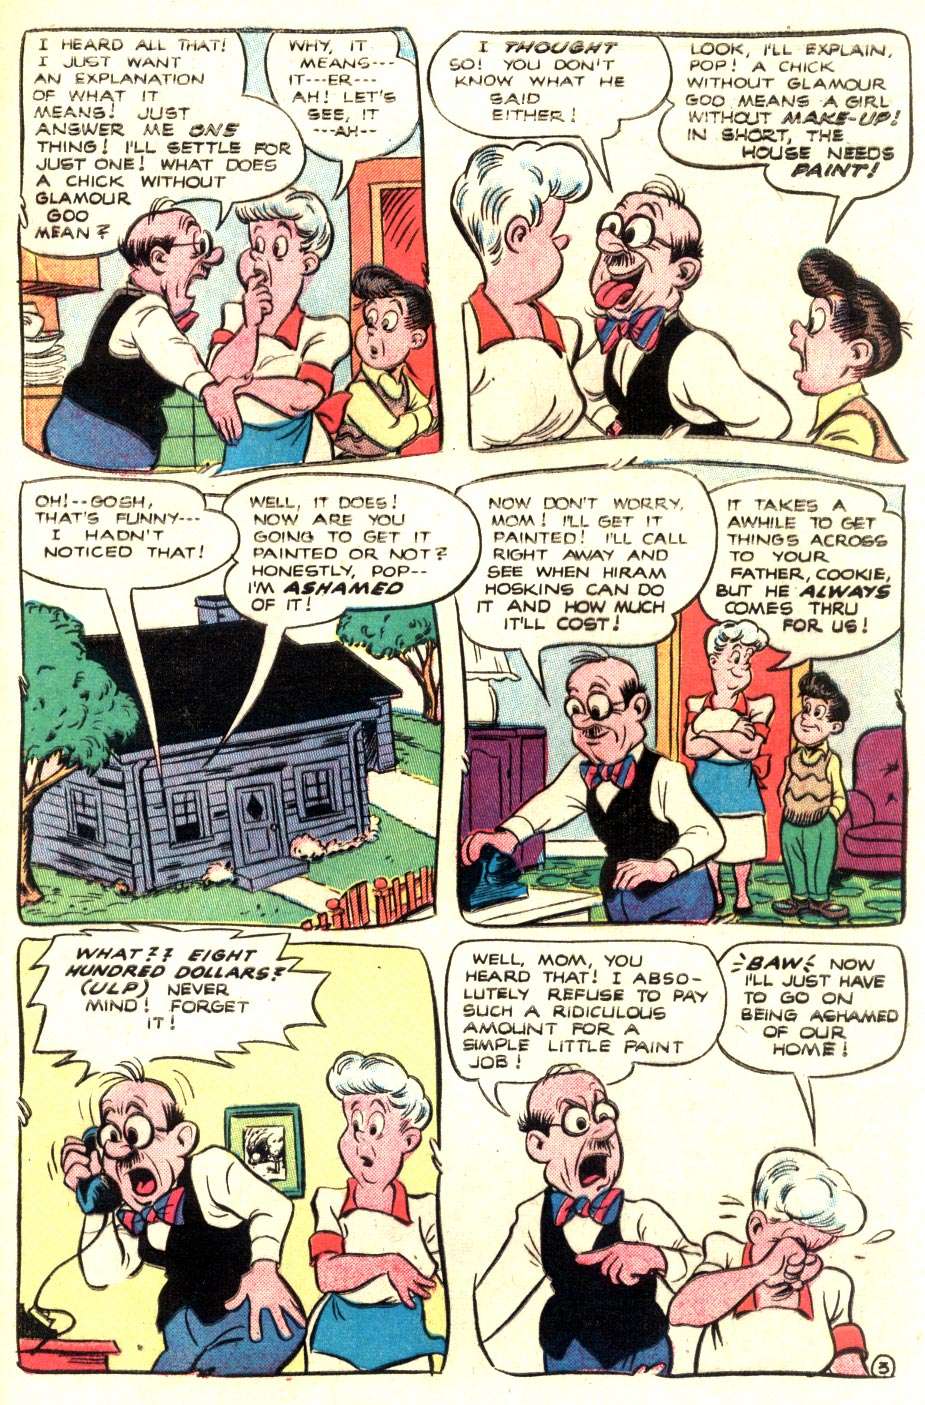 I HEARD ALL THAT!
I JUST WANT
AN EXPLANATION
OF WHAT IT
MEANS! JUST
ANSWER ME ONE
THING! I'LL SETTLE FOR
JUST ONE! WHAT DOES
A CHICK WITHOUT
GLAMOUR
GOO
MEAN?
WHY, IT
MEANS---
IT---ER---
AH! LET'S
SEE, IT
---AH--
I THOUGHT
SO! YOU DON'T
KNOW WHAT HE
SAID
EITHER!
LOOK, I'LL EXPLAIN,
POP! A CHICK
WITHOUT GLAMOUR
GOO MEANS A GIRL
WITHOUT MAKE-UP!
IN SHORT, THE
HOUSE NEEDS
PAINT!
OH!--GOSH,
THAT'S FUNNY---
I HADN'T
NOTICED THAT!
WELL, IT DOES!
NOW ARE YOU
GOING TO GET IT
PAINTED OR NOT?
HONESTLY, POP--
I'M ASHAMED
OF IT!
NOW DON'T WORRY,
MOM! I'LL GET IT
PAINTED! I'LL CALL
RIGHT AWAY AND
SEE WHEN HIRAM
HOSKINS CAN DO
IT AND HOW MUCH
IT'LL COST!
IT TAKES A
AWHILE TO GET
THINGS ACROSS
TO YOUR
FATHER, COOKIE,
BUT HE ALWAYS
COMES THRU
FOR US!
WHAT?? EIGHT
HUNDRED DOLLARS?
(ULP) NEVER
MIND! FORGET
IT!
WELL, MOM, YOU
HEARD THAT! I ABSO-
LUTELY REFUSE TO PAY
SUCH A RIDICULOUS
AMOUNT FOR A
SIMPLE LITTLE PAINT
JOB!
BAW! NOW
I'LL JUST HAVE
TO GO ON
BEING ASHAMED
OF OUR
HOME!
3